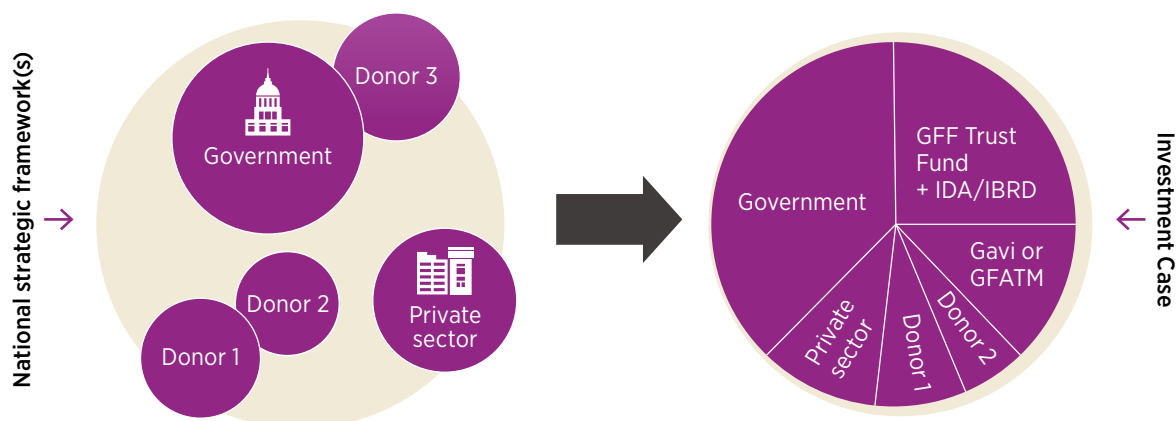 National strategic framework(s)
Donor 3
Government
Donor 2
Donor 1
Private
sector
Government
GFF Trust
Fund
+ IDA/IBRD
Gavi or
GFATM
Donor 2
Donor 1
Private
sector
Investment Case